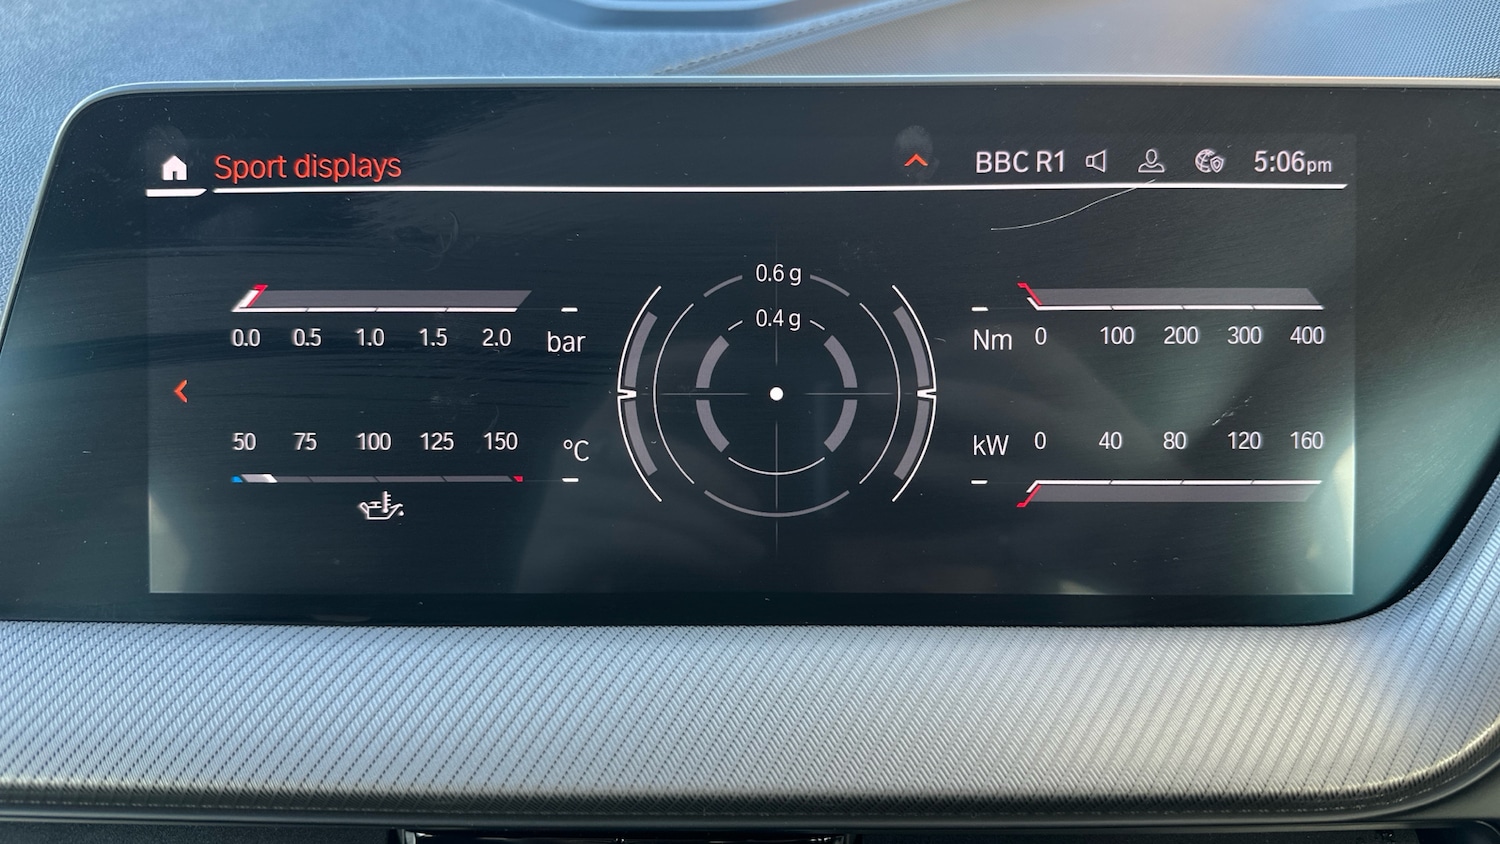 Sport displays
BBC R1
5:06pm
0.0 0.5 1.0 1.5 2.0 bar
50 75 100 125 150 °C
0.6 g
0.4 g
Nm 0 100 200 300 400
kW 0 40 80 120 160